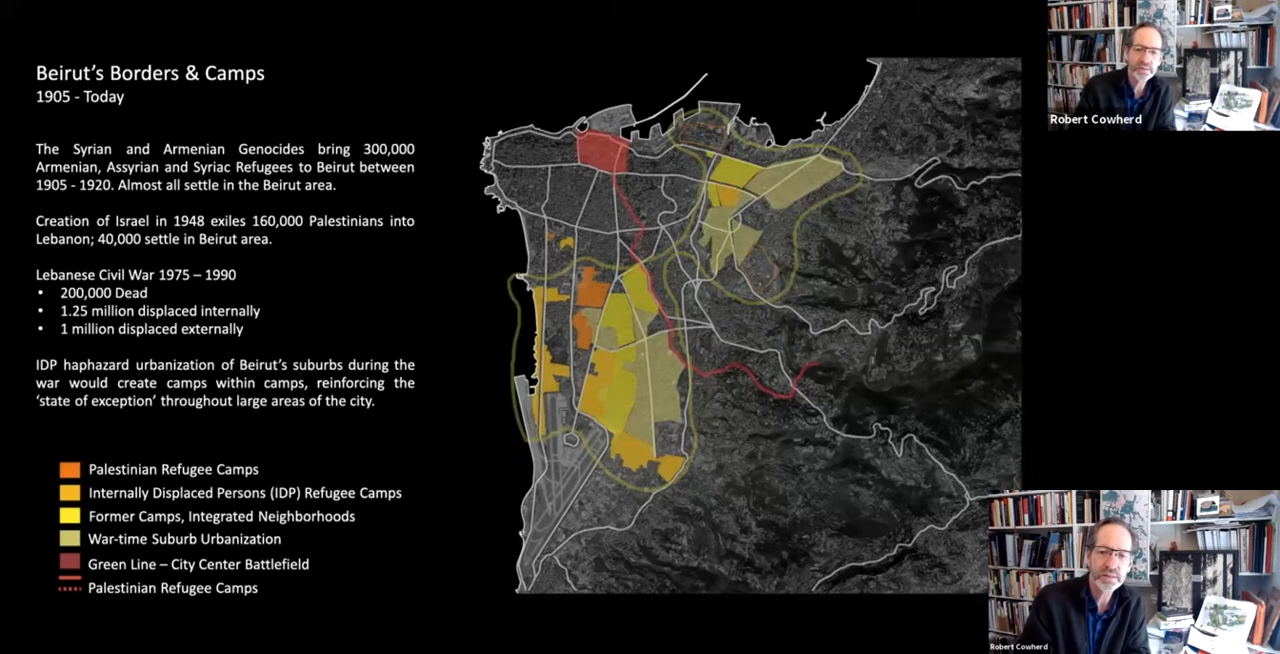 Beirut's Borders & Camps
1905 - Today
The Syrian and Armenian Genocides bring 300,000
Armenian, Assyrian and Syriac Refugees to Beirut between
1905 - 1920. Almost all settle in the Beirut area.
Creation of Israel in 1948 exiles 160,000 Palestinians into
Lebanon; 40,000 settle in Beirut area.
Lebanese Civil War 1975 – 1990
• 200,000 Dead
• 1.25 million displaced internally
• 1 million displaced externally
IDP haphazard urbanization of Beirut's suburbs during the
war would create camps within camps, reinforcing the
'state of exception' throughout large areas of the city.
Palestinian Refugee Camps
Internally Displaced Persons (IDP) Refugee Camps
Former Camps, Integrated Neighborhoods
War-time Suburb Urbanization
Green Line – City Center Battlefield
Palestinian Refugee Camps
Robert Cowherd
Robert Cowherd